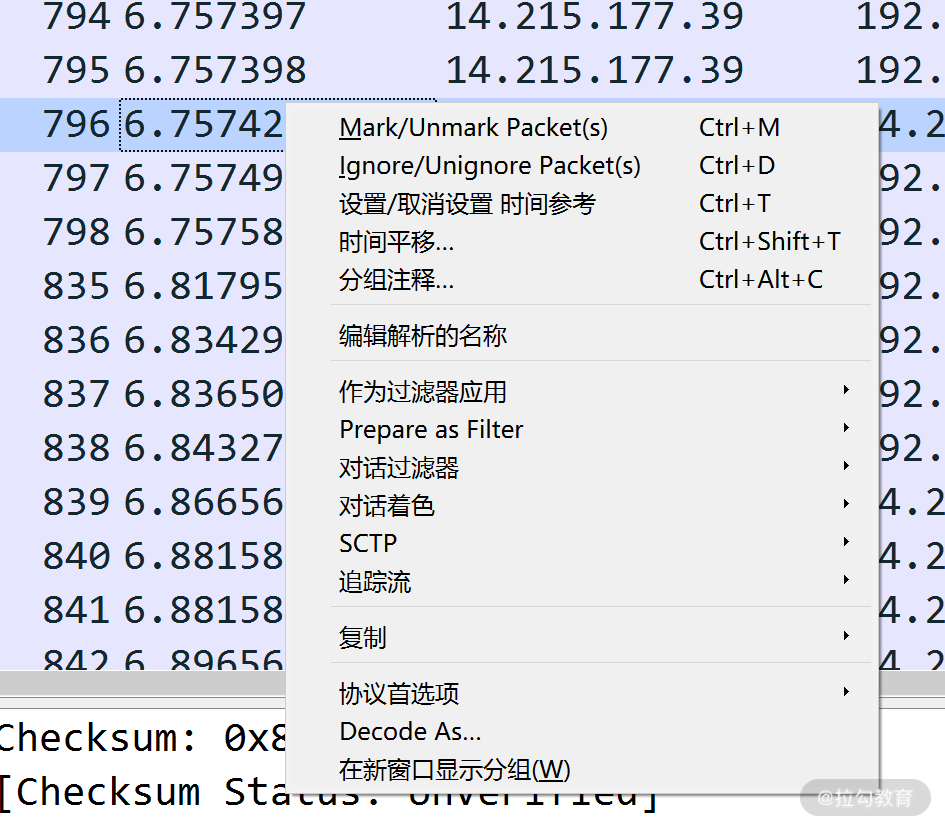 794 6.757397 14.215.177.39 192.
795 6.757398 14.215.177.39 192.
796 6.75742 4.2
797 6.75749 92.
798 6.75758 92.
835 6.81795 92.
836 6.83429 92.
837 6.83650 92.
838 6.84327 92.
839 6.86656 4.2
840 6.88158 4.2
841 6.88158 4.2
842 6.89656 4.2
Mark/Unmark Packet(s) Ctrl+M
Ignore/Unignore Packet(s) Ctrl+D
设置/取消设置 时间参考 Ctrl+T
时间平移... Ctrl+Shift+T
分组注释... Ctrl+Alt+C
编辑解析的名称
作为过滤器应用
Prepare as Filter
对话过滤器
对话着色
SCTP
追踪流
复制
协议首选项
Decode As...
在新窗口显示分组(W)
Checksum: 0x8
[Checksum Status: Unverified]
@拉勾教育